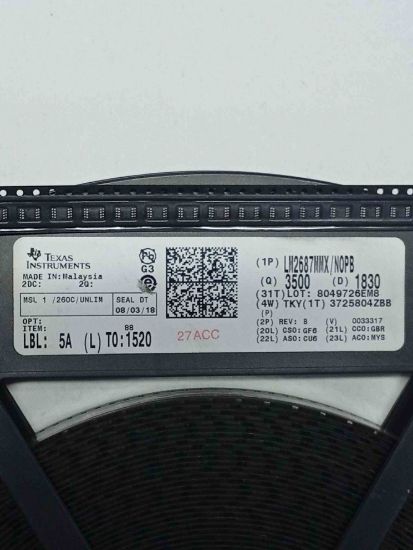 TEXAS
INSTRUMENTS
MADE IN: Malaysia
2DC: 2Q:
G3
MSL 1 /260C/UNLIM
SEAL DT
08/03/18
OPT:
ITEM:
88
LBL: 5A (L) TO:1520
27ACC
(1P) LM2687MMX/NOPB
(Q) 3500 (D) 1830
(31T) LOT: 8049726EM8
(4W) TKY(1T) 3725804ZBB
(P)
(2P) REV: B (V) 0033317
(20L) CSO:GF6 (21L) CCO:GBR
(22L) ASO:CU6 (23L) ACO:MYS